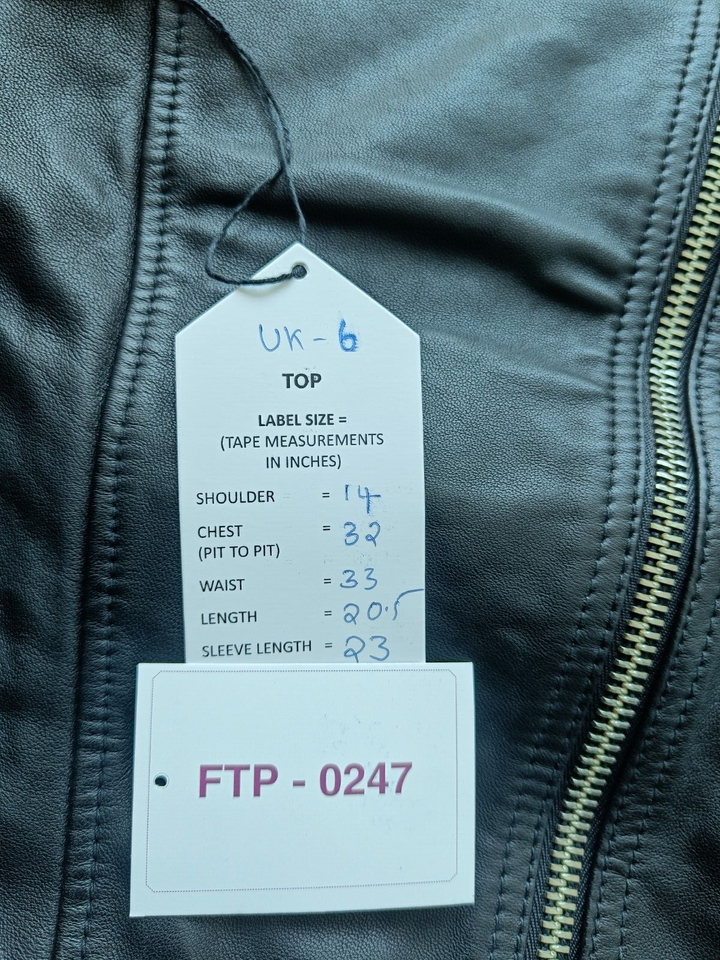 UK - 6
TOP
LABEL SIZE =
(TAPE MEASUREMENTS
IN INCHES)
SHOULDER = 14
CHEST = 32
(PIT TO PIT)
WAIST = 33
LENGTH = 20.5
SLEEVE LENGTH = 23
FTP - 0247